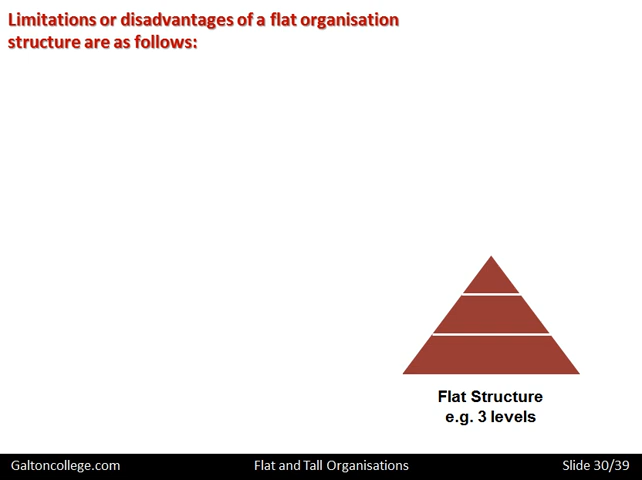 Limitations or disadvantages of a flat organisation
structure are as follows:
Flat Structure
e.g. 3 levels
Galtoncollege.com
Flat and Tall Organisations
Slide 30/39